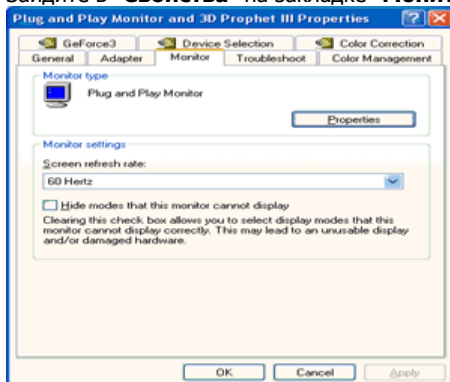 Зайдите в "Свойства" на закладке "Монит
Plug and Play Monitor and 3D Prophet III Properties
GeForce3 Device Selection Color Correction
General Adapter Monitor Troubleshoot Color Management
Monitor type
Plug and Play Monitor
Properties
Monitor settings
Screen refresh rate:
60 Hertz
Hide modes that this monitor cannot display
Clearing this check box allows you to select display modes that this
monitor cannot display correctly. This may lead to an unusable display
and/or damaged hardware.
OK Cancel Apply